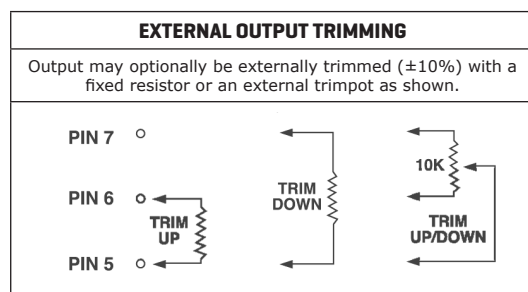 EXTERNAL OUTPUT TRIMMING
Output may optionally be externally trimmed (±10%) with a
fixed resistor or an external trimpot as shown.
PIN 7
10K
PIN 6
TRIM
UP
TRIM
DOWN
TRIM
UP/DOWN
PIN 5